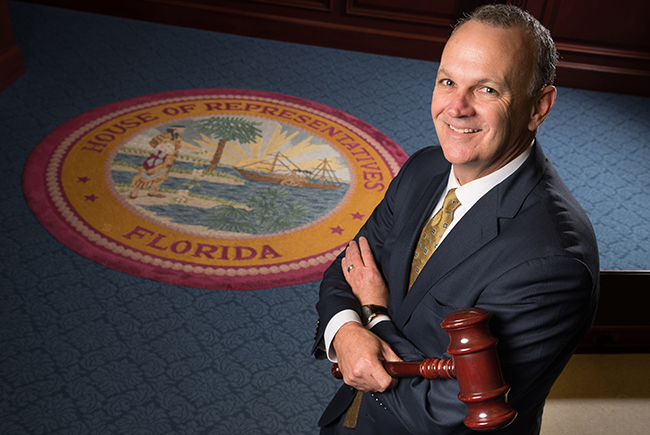 HOUSE OF REPRESENTATIVES
FLORIDA